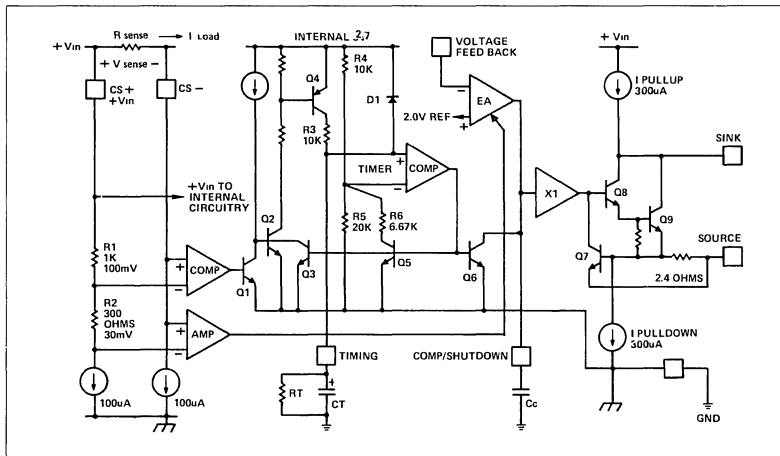 R sense
I LOAD
+ Vin
+ V sense -
CS +
+Vin
CS -
+Vin TO
INTERNAL
CIRCUITRY
R1
1K
100mV
R2
300
OHMS
30mV
100uA
100uA
+
COMP
-
+
AMP
-
INTERNAL 2.7
Q4
R3
10K
R4
10K
D1
TIMER
+
COMP
-
R5
20K
R6
6.67K
Q2
Q1
Q3
Q5
Q6
TIMING
RT
+
CT
COMP/SHUTDOWN
Cc
VOLTAGE
FEED BACK
-
EA
+
2.0V REF
X1
+ Vin
I PULLUP
300uA
SINK
Q8
Q9
Q7
SOURCE
2.4 OHMS
I PULLDOWN
300uA
GND